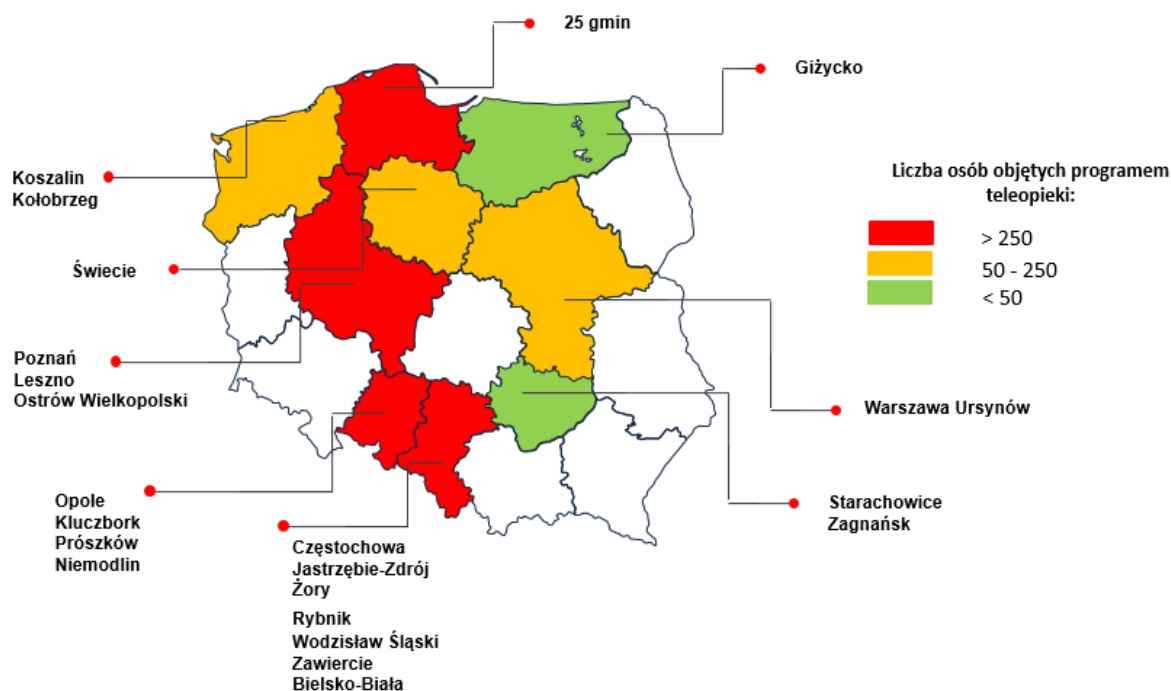 25 gmin
Giżycko
Koszalin
Kołobrzeg
Liczba osób objętych programem
teleopieki:
> 250
50 - 250
< 50
Świecie
Poznań
Leszno
Ostrów Wielkopolski
Warszawa Ursynów
Opole
Kluczbork
Prószków
Niemodlin
Starachowice
Zagnańsk
Częstochowa
Jastrzębie-Zdrój
Żory
Rybnik
Wodzisław Śląski
Zawiercie
Bielsko-Biała